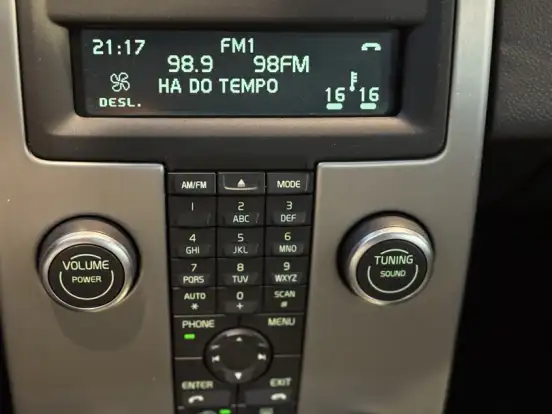 21:17 FM1
98.9 98FM
HA DO TEMPO
DESL. 16 16
AM/FM MODE
1 2 ABC 3 DEF
4 GHI 5 JKL 6 MNO
7 PQRS 8 TUV 9 WXYZ
AUTO * 0 + SCAN #
VOLUME
POWER
TUNING
SOUND
PHONE MENU
ENTER EXIT